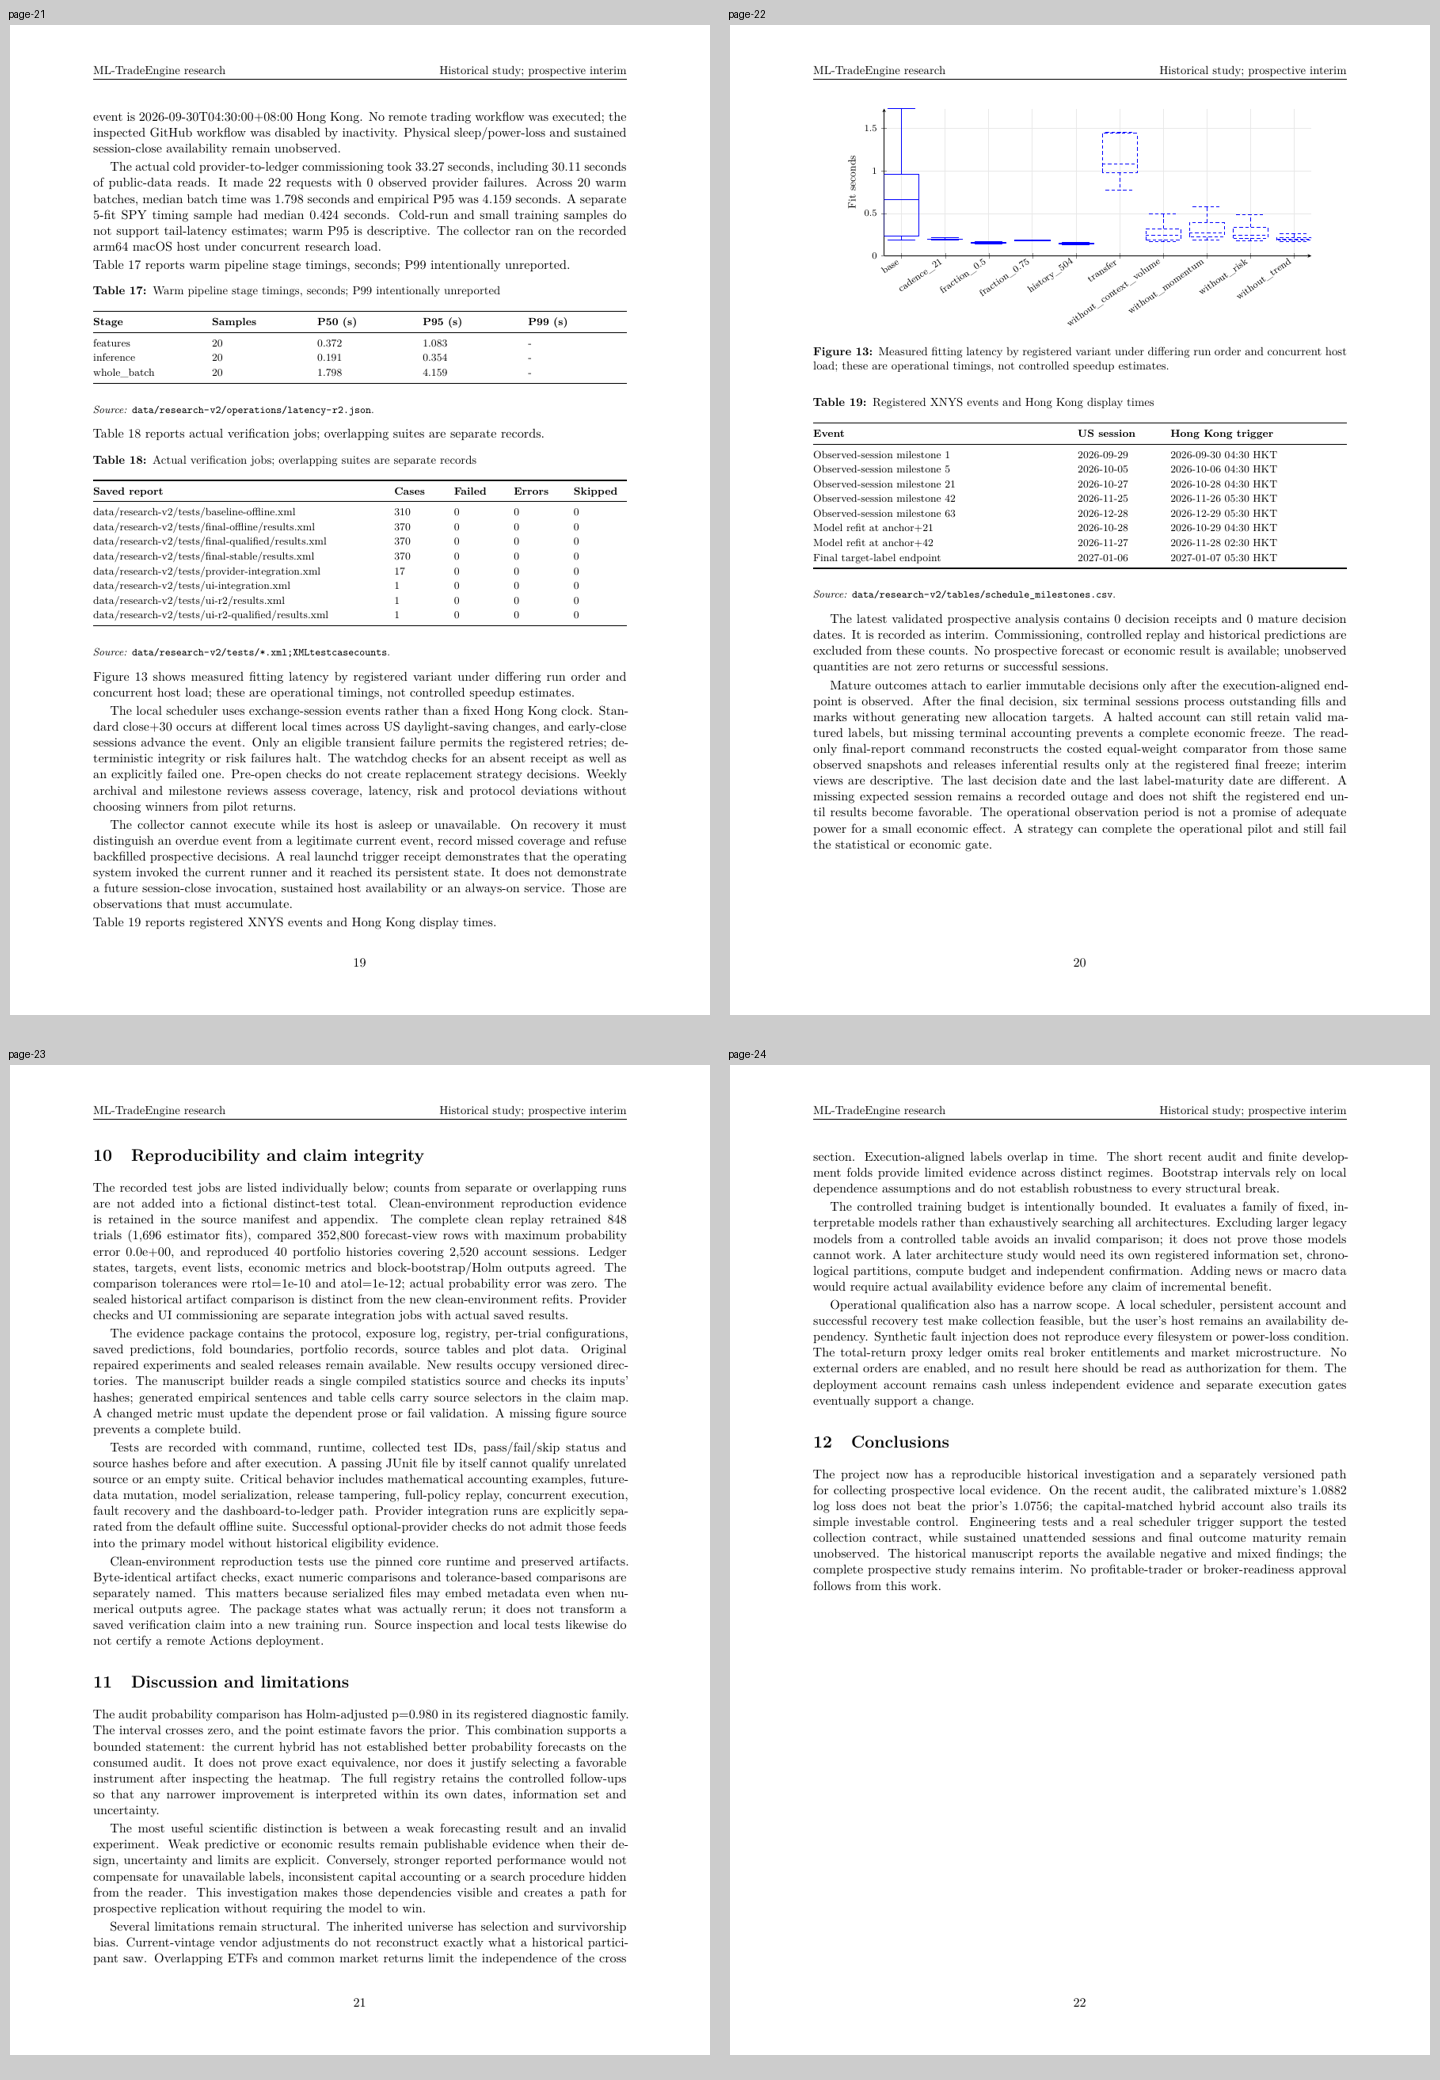 page-21
ML-TradeEngine research Historical study; prospective interim
event is 2026-09-30T04:30:00+08:00 Hong Kong. No remote trading workflow was executed; the
inspected GitHub workflow was disabled by inactivity. Physical sleep/power-loss and sustained
session-close availability remain unobserved.
The actual cold provider-to-ledger commissioning took 33.27 seconds, including 30.11 seconds
of public-data reads. It made 22 requests with 0 observed provider failures. Across 20 warm
batches, median batch time was 1.798 seconds and empirical P95 was 4.159 seconds. A separate
5-fit SPY timing sample had median 0.424 seconds. Cold-run and small training samples do
not support tail-latency estimates; warm P95 is descriptive. The collector ran on the recorded
arm64 macOS host under concurrent research load.
Table 17 reports warm pipeline stage timings, seconds; P99 intentionally unreported.
Table 17: Warm pipeline stage timings, seconds; P99 intentionally unreported
Stage Samples P50 (s) P95 (s) P99 (s)
features 20 0.372 1.083 -
inference 20 0.191 0.354 -
whole_batch 20 1.798 4.159 -
Source: data/research-v2/operations/latency-r2.json.
Table 18 reports actual verification jobs; overlapping suites are separate records.
Table 18: Actual verification jobs; overlapping suites are separate records
Saved report Cases Failed Errors Skipped
data/research-v2/tests/baseline-offline.xml 310 0 0 0
data/research-v2/tests/final-offline/results.xml 370 0 0 0
data/research-v2/tests/final-qualified/results.xml 370 0 0 0
data/research-v2/tests/final-stable/results.xml 370 0 0 0
data/research-v2/tests/provider-integration.xml 17 0 0 0
data/research-v2/tests/ui-integration.xml 1 0 0 0
data/research-v2/tests/ui-r2/results.xml 1 0 0 0
data/research-v2/tests/ui-r2-qualified/results.xml 1 0 0 0
Source: data/research-v2/tests/*.xml;XMLtestcasecounts.
Figure 13 shows measured fitting latency by registered variant under differing run order and
concurrent host load; these are operational timings, not controlled speedup estimates.
The local scheduler uses exchange-session events rather than a fixed Hong Kong clock. Stan-
dard close+30 occurs at different local times across US daylight-saving changes, and early-close
sessions advance the event. Only an eligible transient failure permits the registered retries; de-
terministic integrity or risk failures halt. The watchdog checks for an absent receipt as well as
an explicitly failed one. Pre-open checks do not create replacement strategy decisions. Weekly
archival and milestone reviews assess coverage, latency, risk and protocol deviations without
choosing winners from pilot returns.
The collector cannot execute while its host is asleep or unavailable. On recovery it must
distinguish an overdue event from a legitimate current event, record missed coverage and refuse
backfilled prospective decisions. A real launchd trigger receipt demonstrates that the operating
system invoked the current runner and it reached its persistent state. It does not demonstrate
a future session-close invocation, sustained host availability or an always-on service. Those are
observations that must accumulate.
Table 19 reports registered XNYS events and Hong Kong display times.
19
page-22
ML-TradeEngine research Historical study; prospective interim
Fit seconds
1.5
1
0.5
0
base
cadence_21
fraction_0.5
fraction_0.75
history_504
transfer
without_context_volume
without_momentum
without_risk
without_trend
Figure 13: Measured fitting latency by registered variant under differing run order and concurrent host
load; these are operational timings, not controlled speedup estimates.
Table 19: Registered XNYS events and Hong Kong display times
Event US session Hong Kong trigger
Observed-session milestone 1 2026-09-29 2026-09-30 04:30 HKT
Observed-session milestone 5 2026-10-05 2026-10-06 04:30 HKT
Observed-session milestone 21 2026-10-27 2026-10-28 04:30 HKT
Observed-session milestone 42 2026-11-25 2026-11-26 05:30 HKT
Observed-session milestone 63 2026-12-28 2026-12-29 05:30 HKT
Model refit at anchor+21 2026-10-28 2026-10-29 04:30 HKT
Model refit at anchor+42 2026-11-27 2026-11-28 02:30 HKT
Final target-label endpoint 2027-01-06 2027-01-07 05:30 HKT
Source: data/research-v2/tables/schedule_milestones.csv.
The latest validated prospective analysis contains 0 decision receipts and 0 mature decision
dates. It is recorded as interim. Commissioning, controlled replay and historical predictions are
excluded from these counts. No prospective forecast or economic result is available; unobserved
quantities are not zero returns or successful sessions.
Mature outcomes attach to earlier immutable decisions only after the execution-aligned end-
point is observed. After the final decision, six terminal sessions process outstanding fills and
marks without generating new allocation targets. A halted account can still retain valid ma-
tured labels, but missing terminal accounting prevents a complete economic freeze. The read-
only final-report command reconstructs the costed equal-weight comparator from those same
observed snapshots and releases inferential results only at the registered final freeze; interim
views are descriptive. The last decision date and the last label-maturity date are different. A
missing expected session remains a recorded outage and does not shift the registered end un-
til results become favorable. The operational observation period is not a promise of adequate
power for a small economic effect. A strategy can complete the operational pilot and still fail
the statistical or economic gate.
20
page-23
ML-TradeEngine research Historical study; prospective interim
10 Reproducibility and claim integrity
The recorded test jobs are listed individually below; counts from separate or overlapping runs
are not added into a fictional distinct-test total. Clean-environment reproduction evidence
is retained in the source manifest and appendix. The complete clean replay retrained 848
trials (1,696 estimator fits), compared 352,800 forecast-view rows with maximum probability
error 0.0e+00, and reproduced 40 portfolio histories covering 2,520 account sessions. Ledger
states, targets, event lists, economic metrics and block-bootstrap/Holm outputs agreed. The
comparison tolerances were rtol=1e-10 and atol=1e-12; actual probability error was zero. The
sealed historical artifact comparison is distinct from the new clean-environment refits. Provider
checks and UI commissioning are separate integration jobs with actual saved results.
The evidence package contains the protocol, exposure log, registry, per-trial configurations,
saved predictions, fold boundaries, portfolio records, source tables and plot data. Original
repaired experiments and sealed releases remain available. New results occupy versioned direc-
tories. The manuscript builder reads a single compiled statistics source and checks its inputs'
hashes; generated empirical sentences and table cells carry source selectors in the claim map.
A changed metric must update the dependent prose or fail validation. A missing figure source
prevents a complete build.
Tests are recorded with command, runtime, collected test IDs, pass/fail/skip status and
source hashes before and after execution. A passing JUnit file by itself cannot qualify unrelated
source or an empty suite. Critical behavior includes mathematical accounting examples, future-
data mutation, model serialization, release tampering, full-policy replay, concurrent execution,
fault recovery and the dashboard-to-ledger path. Provider integration runs are explicitly sepa-
rated from the default offline suite. Successful optional-provider checks do not admit those feeds
into the primary model without historical eligibility evidence.
Clean-environment reproduction tests use the pinned core runtime and preserved artifacts.
Byte-identical artifact checks, exact numeric comparisons and tolerance-based comparisons are
separately named. This matters because serialized files may embed metadata even when nu-
merical outputs agree. The package states what was actually rerun; it does not transform a
saved verification claim into a new training run. Source inspection and local tests likewise do
not certify a remote Actions deployment.
11 Discussion and limitations
The audit probability comparison has Holm-adjusted p=0.980 in its registered diagnostic family.
The interval crosses zero, and the point estimate favors the prior. This combination supports a
bounded statement: the current hybrid has not established better probability forecasts on the
consumed audit. It does not prove exact equivalence, nor does it justify selecting a favorable
instrument after inspecting the heatmap. The full registry retains the controlled follow-ups
so that any narrower improvement is interpreted within its own dates, information set and
uncertainty.
The most useful scientific distinction is between a weak forecasting result and an invalid
experiment. Weak predictive or economic results remain publishable evidence when their de-
sign, uncertainty and limits are explicit. Conversely, stronger reported performance would not
compensate for unavailable labels, inconsistent capital accounting or a search procedure hidden
from the reader. This investigation makes those dependencies visible and creates a path for
prospective replication without requiring the model to win.
Several limitations remain structural. The inherited universe has selection and survivorship
bias. Current-vintage vendor adjustments do not reconstruct exactly what a historical partici-
pant saw. Overlapping ETFs and common market returns limit the independence of the cross
21
page-24
ML-TradeEngine research Historical study; prospective interim
section. Execution-aligned labels overlap in time. The short recent audit and finite develop-
ment folds provide limited evidence across distinct regimes. Bootstrap intervals rely on local
dependence assumptions and do not establish robustness to every structural break.
The controlled training budget is intentionally bounded. It evaluates a family of fixed, in-
terpretable models rather than exhaustively searching all architectures. Excluding larger legacy
models from a controlled table avoids an invalid comparison; it does not prove those models
cannot work. A later architecture study would need its own registered information set, chrono-
logical partitions, compute budget and independent confirmation. Adding news or macro data
would require actual availability evidence before any claim of incremental benefit.
Operational qualification also has a narrow scope. A local scheduler, persistent account and
successful recovery test make collection feasible, but the user's host remains an availability de-
pendency. Synthetic fault injection does not reproduce every filesystem or power-loss condition.
The total-return proxy ledger omits real broker entitlements and market microstructure. No
external orders are enabled, and no result here should be read as authorization for them. The
deployment account remains cash unless independent evidence and separate execution gates
eventually support a change.
12 Conclusions
The project now has a reproducible historical investigation and a separately versioned path
for collecting prospective local evidence. On the recent audit, the calibrated mixture's 1.0882
log loss does not beat the prior's 1.0756; the capital-matched hybrid account also trails its
simple investable control. Engineering tests and a real scheduler trigger support the tested
collection contract, while sustained unattended sessions and final outcome maturity remain
unobserved. The historical manuscript reports the available negative and mixed findings; the
complete prospective study remains interim. No profitable-trader or broker-readiness approval
follows from this work.
22